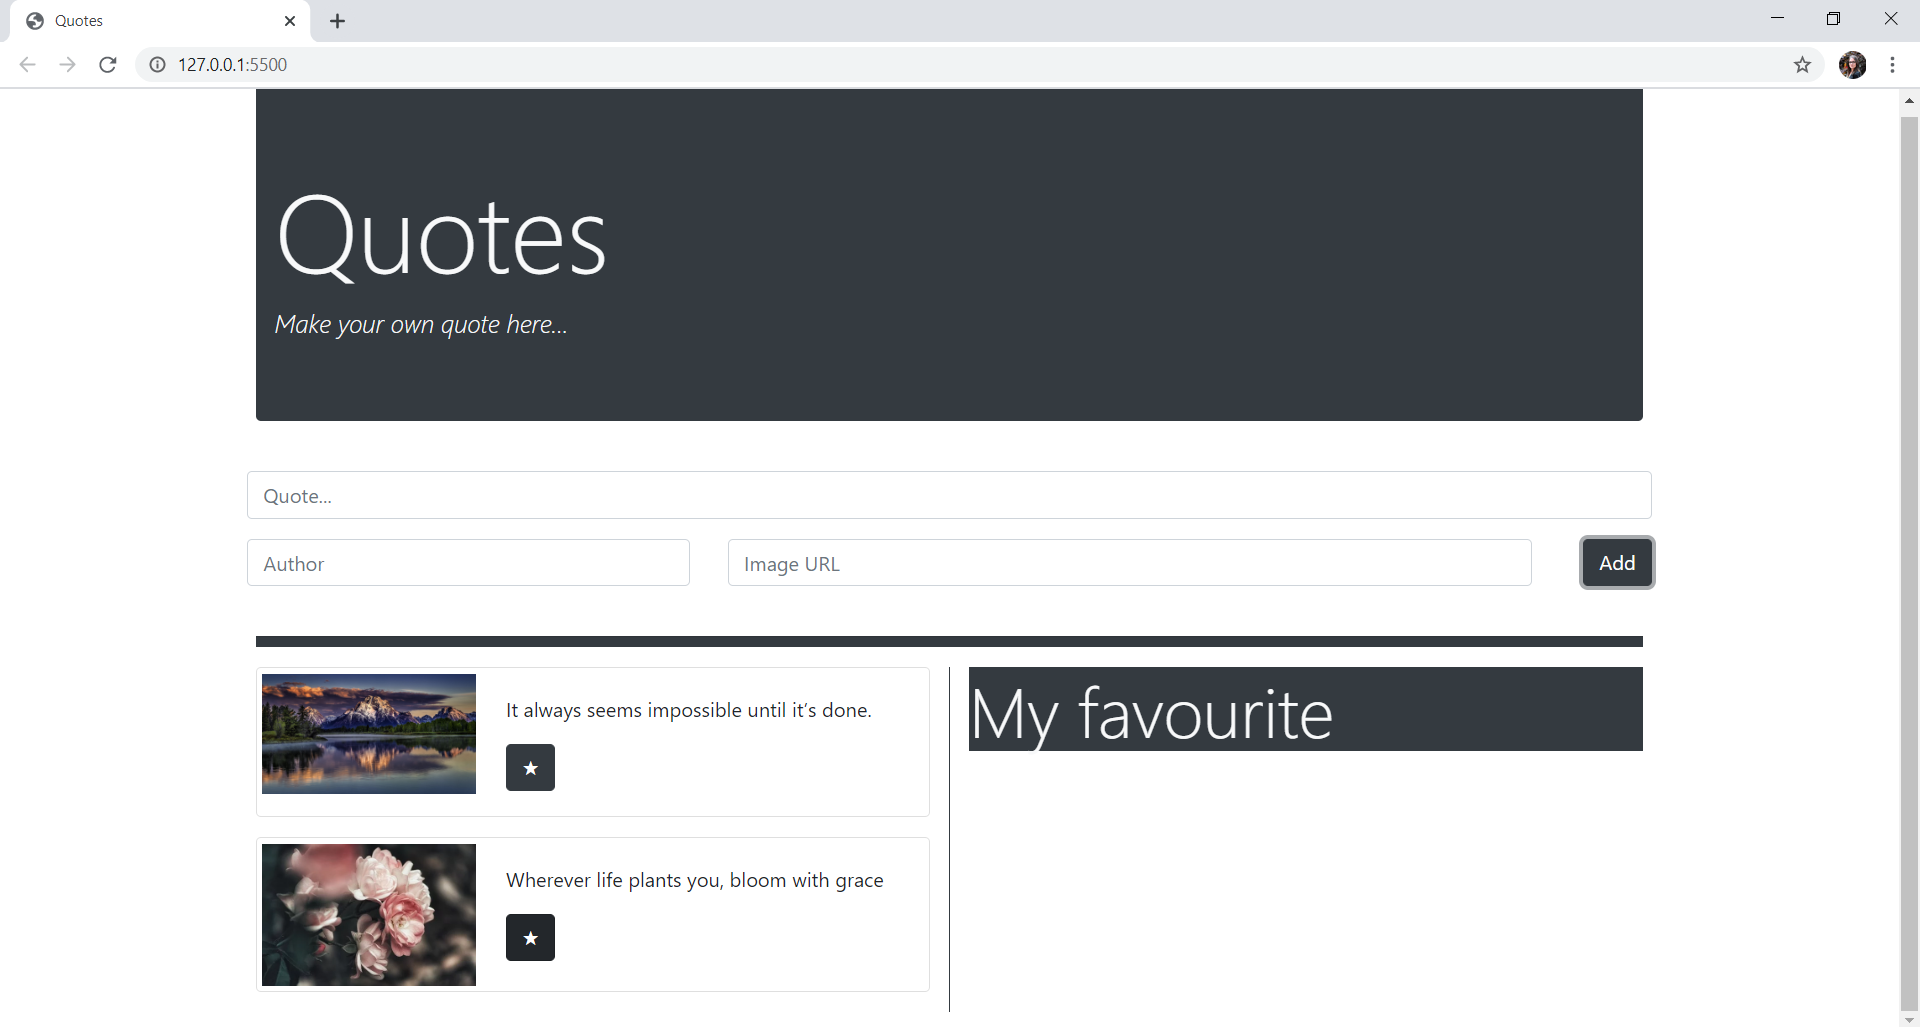 Quotes
127.0.0.1:5500
Quotes
Make your own quote here...
Quote...
Author
Image URL
Add
It always seems impossible until it’s done.
★
Wherever life plants you, bloom with grace
★
My favourite